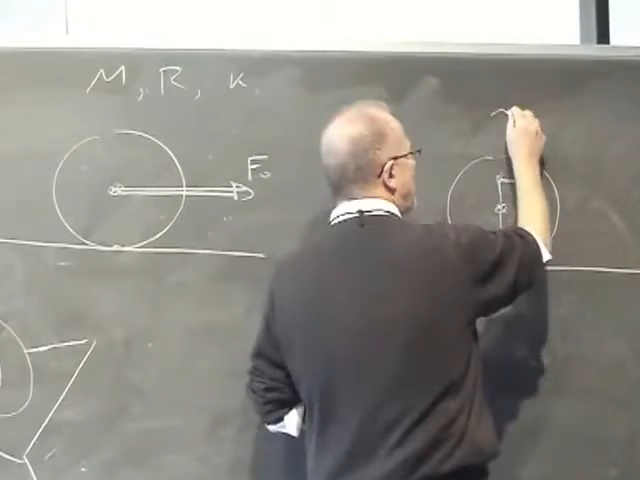 M, R, K.
F₀